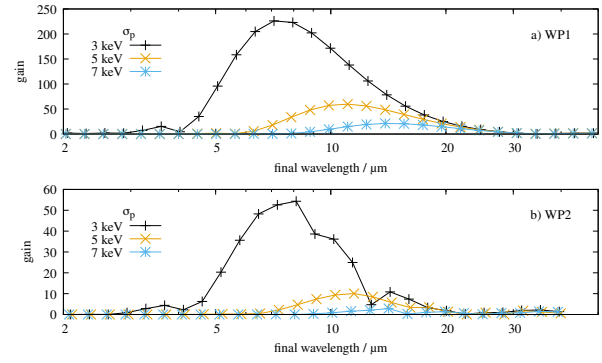 250
200
150
100
50
0
gain
σp
3 keV
5 keV
7 keV
a) WP1
2 5 10 20 30
final wavelength / µm
60
50
40
30
20
10
0
gain
σp
3 keV
5 keV
7 keV
b) WP2
2 5 10 20 30
final wavelength / µm